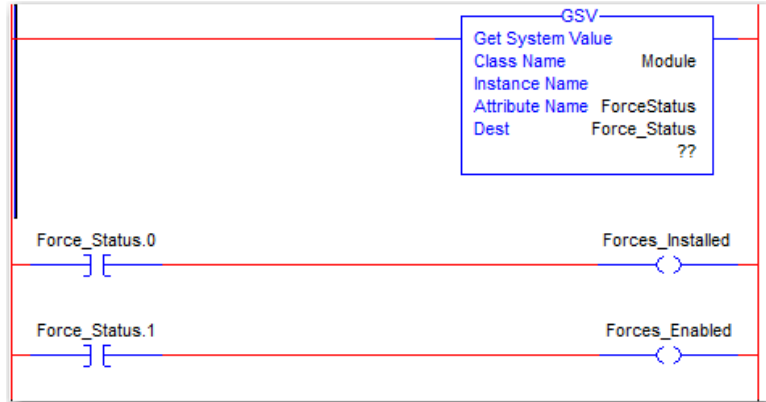 GSV
Get System Value
Class Name Module
Instance Name
Attribute Name ForceStatus
Dest Force_Status
??
Force_Status.0 Forces_Installed
Force_Status.1 Forces_Enabled